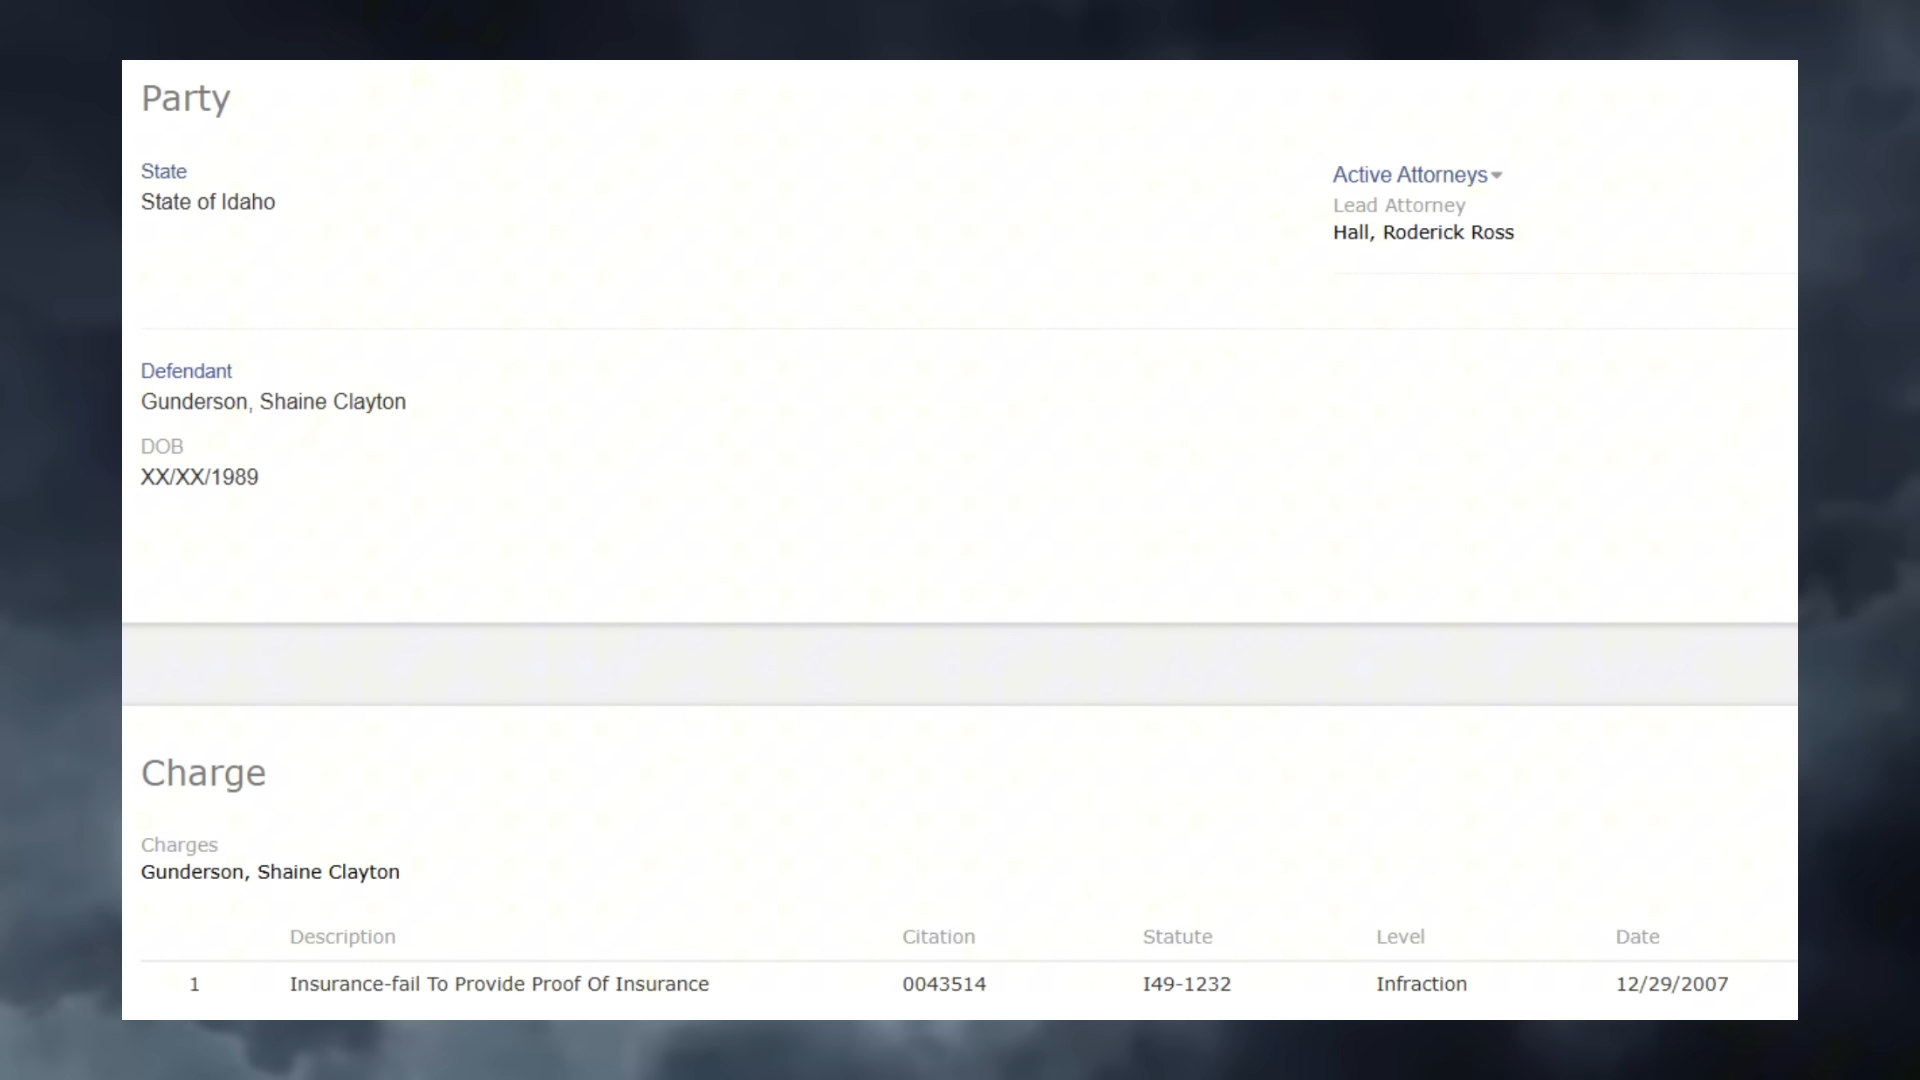 Party
State
State of Idaho
Active Attorneys
Lead Attorney
Hall, Roderick Ross
Defendant
Gunderson, Shaine Clayton
DOB
XX/XX/1989
Charge
Charges
Gunderson, Shaine Clayton
Description Citation Statute Level Date
1 Insurance-fail To Provide Proof Of Insurance 0043514 I49-1232 Infraction 12/29/2007